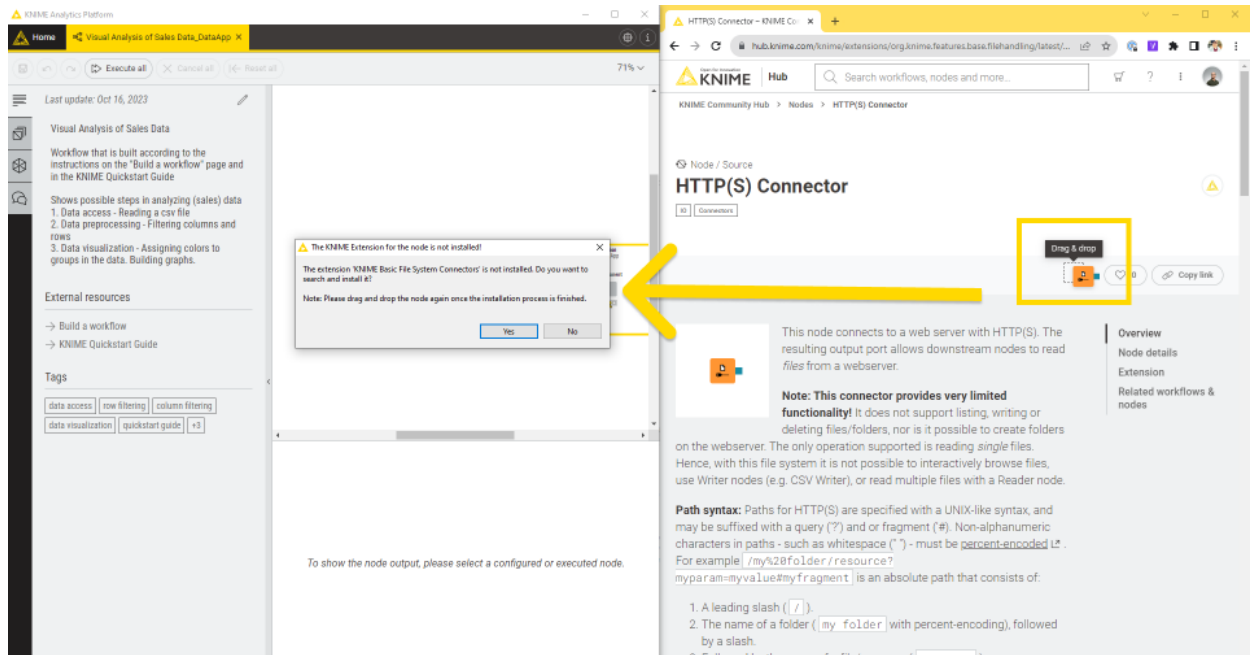 KNIME Analytics Platform
Home
Visual Analysis of Sales Data_DataApp
Execute all
Cancel all
Reset all
71%
Last update: Oct 16, 2023
Visual Analysis of Sales Data
Workflow that is built according to the
instructions on the "Build a workflow" page and
in the KNIME Quickstart Guide
Shows possible steps in analyzing (sales) data
1. Data access - Reading a csv file
2. Data preprocessing - Filtering columns and
rows
3. Data visualization - Assigning colors to
groups in the data. Building graphs.
External resources
→ Build a workflow
→ KNIME Quickstart Guide
Tags
data access
row filtering
column filtering
data visualization
quickstart guide
+3
The KNIME Extension for the node is not installed!
The extension 'KNIME Basic File System Connectors' is not installed. Do you want to
search and install it?
Note: Please drag and drop the node again once the installation process is finished.
Yes
No
To show the node output, please select a configured or executed node.
HTTP(S) Connector – KNIME Co
hub.knime.com/knime/extensions/org.knime.features.base.filehandling/latest/...
Open for Innovation
KNIME
Hub
Search workflows, nodes and more...
KNIME Community Hub > Nodes > HTTP(S) Connector
Node / Source
HTTP(S) Connector
IO
Connectors
Drag & drop
0
Copy link
This node connects to a web server with HTTP(S). The
resulting output port allows downstream nodes to read
files from a webserver.
Note: This connector provides very limited
functionality! It does not support listing, writing or
deleting files/folders, nor is it possible to create folders
on the webserver. The only operation supported is reading single files.
Hence, with this file system it is not possible to interactively browse files,
use Writer nodes (e.g. CSV Writer), or read multiple files with a Reader node.
Path syntax: Paths for HTTP(S) are specified with a UNIX-like syntax, and
may be suffixed with a query ('?') and or fragment ('#). Non-alphanumeric
characters in paths - such as whitespace (" ") - must be percent-encoded .
For example /my%20folder/resource?
myparam=myvalue#myfragment is an absolute path that consists of:
1. A leading slash ( / ).
2. The name of a folder ( my folder with percent-encoding), followed
by a slash.
Overview
Node details
Extension
Related workflows &
nodes